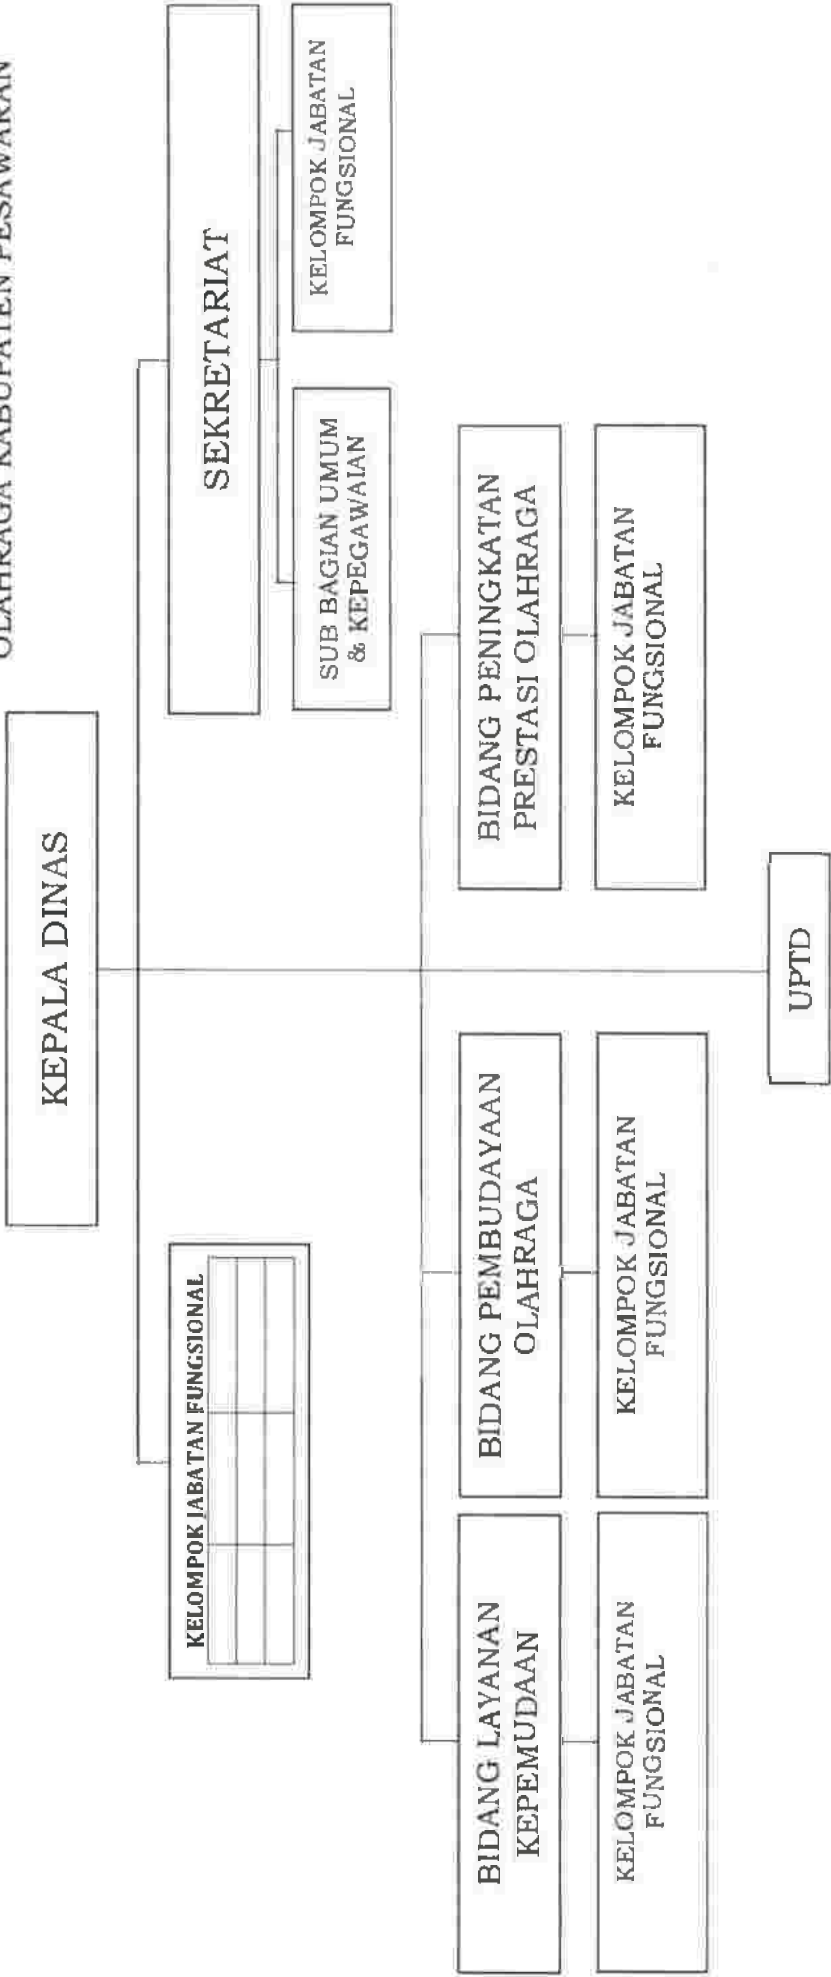 OLAHRAGA KABUPATEN PESAWARAN
KEPALA DINAS
KELOMPOK JABATAN FUNGSIONAL
SEKRETARIAT
SUB BAGIAN UMUM
& KEPEGAWAIAN
KELOMPOK JABATAN
FUNGSIONAL
BIDANG LAYANAN
KEPEMUDAAN
BIDANG PEMBUDAYAAN
OLAHRAGA
BIDANG PENINGKATAN
PRESTASI OLAHRAGA
KELOMPOK JABATAN
FUNGSIONAL
KELOMPOK JABATAN
FUNGSIONAL
KELOMPOK JABATAN
FUNGSIONAL
UPTD